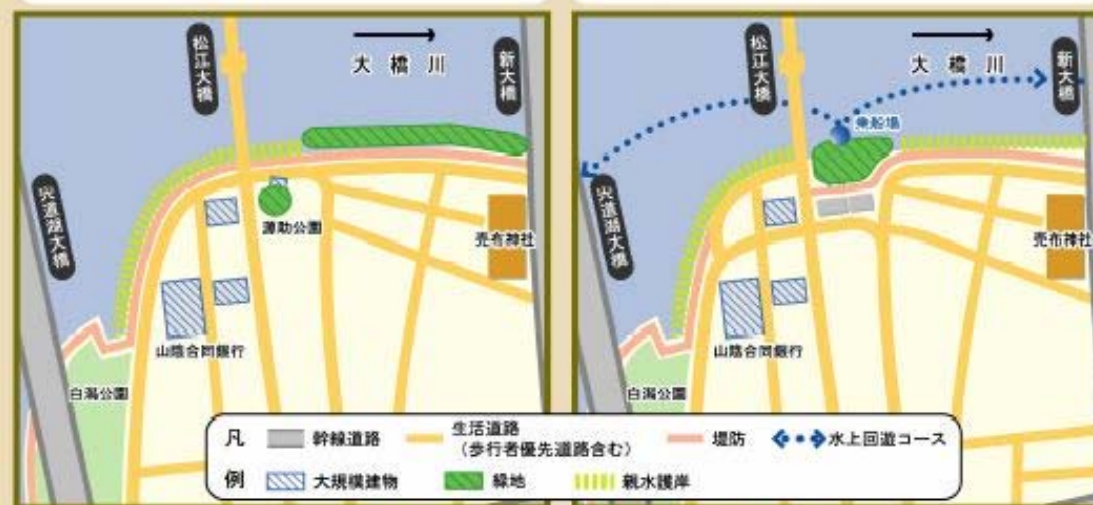 松江大橋
大橋川
新大橋
宍道湖大橋
源助公園
売布神社
山陰合同銀行
白潟公園
松江大橋
大橋川
新大橋
乗船場
宍道湖大橋
売布神社
山陰合同銀行
白潟公園
凡例
幹線道路
生活道路
(歩行者優先道路含む)
堤防
水上回遊コース
大規模建物
緑地
親水護岸